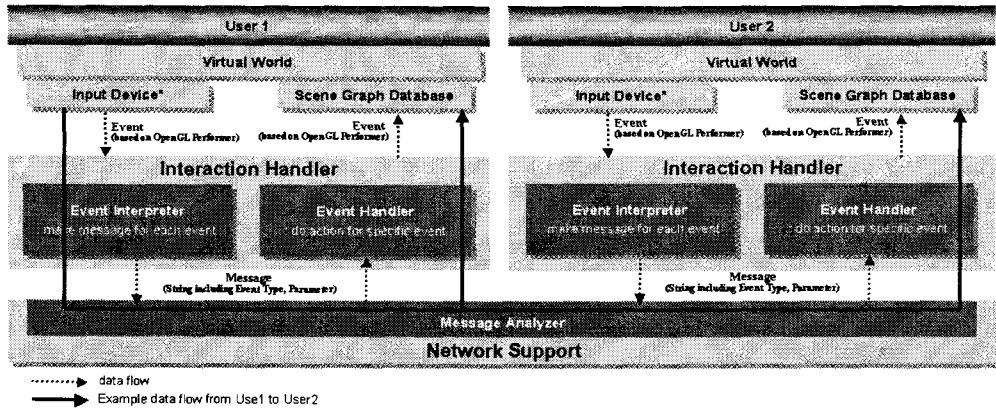 User 1
Virtual World
Input Device*
Scene Graph Database
Event
(based on OpenGL Performer)
Event
(based on OpenGL Performer)
Interaction Handler
Event Interpreter
: make message for each event
Event Handler
: do action for specific event
Message
(String including Event Type, Parameter)
User 2
Virtual World
Input Device*
Scene Graph Database
Event
(based on OpenGL Performer)
Event
(based on OpenGL Performer)
Interaction Handler
Event Interpreter
: make message for each event
Event Handler
: do action for specific event
Message
(String including Event Type, Parameter)
Message Analyzer
Network Support
data flow
Example data flow from Use1 to User2